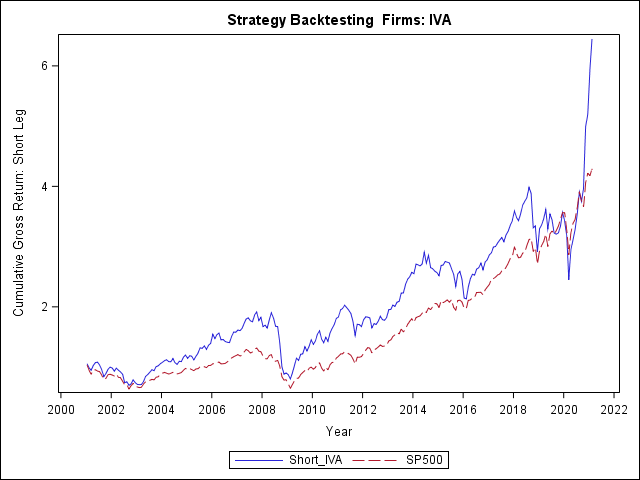 Strategy Backtesting  Firms: IVA
Cumulative Gross Return: Short Leg
6
4
2
2000 2002 2004 2006 2008 2010 2012 2014 2016 2018 2020 2022
Year
Short_IVA SP500